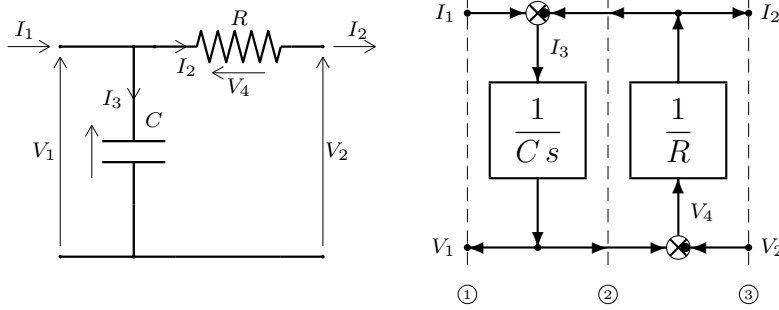 I₁ R I₂
I₂
V₄
I₃
C
V₁ V₂
I₁ I₂
I₃
1/(C s) 1/R
V₄
V₁ V₂
① ② ③